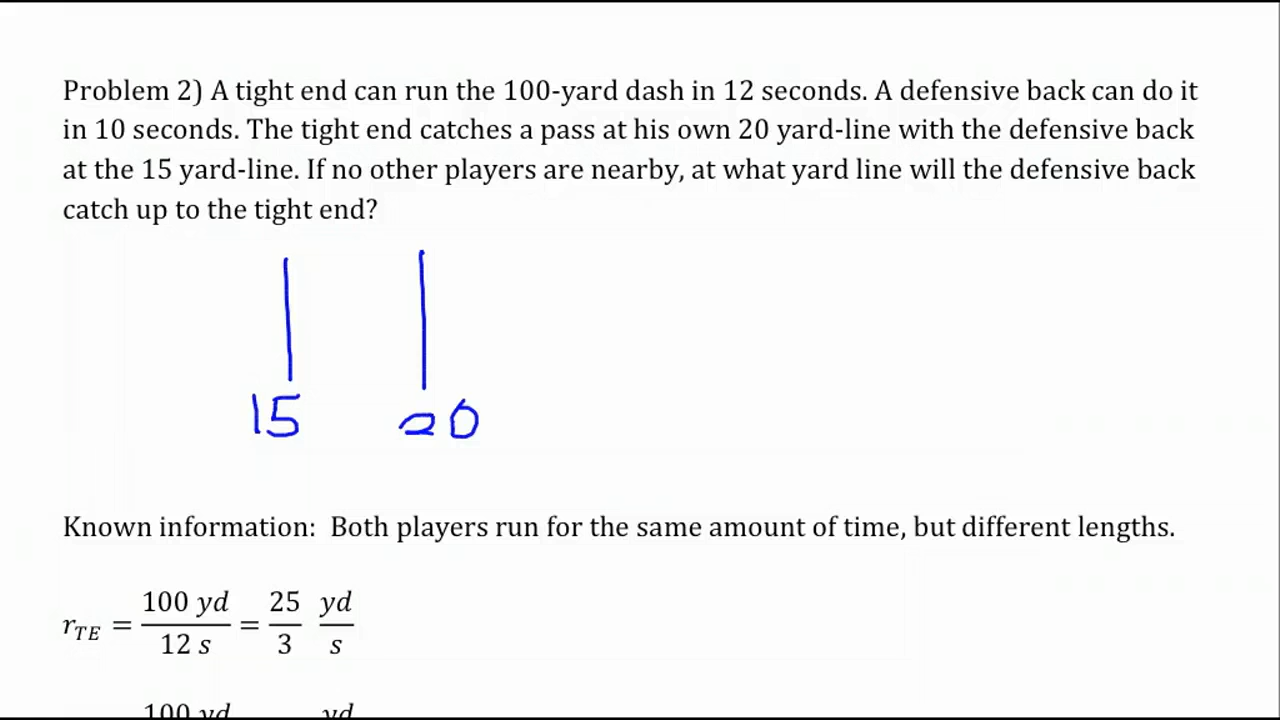 Problem 2) A tight end can run the 100-yard dash in 12 seconds. A defensive back can do it
in 10 seconds. The tight end catches a pass at his own 20 yard-line with the defensive back
at the 15 yard-line. If no other players are nearby, at what yard line will the defensive back
catch up to the tight end?
15 20
Known information: Both players run for the same amount of time, but different lengths.
r_TE = 100 yd / 12 s = 25/3 yd/s
100 yd yd